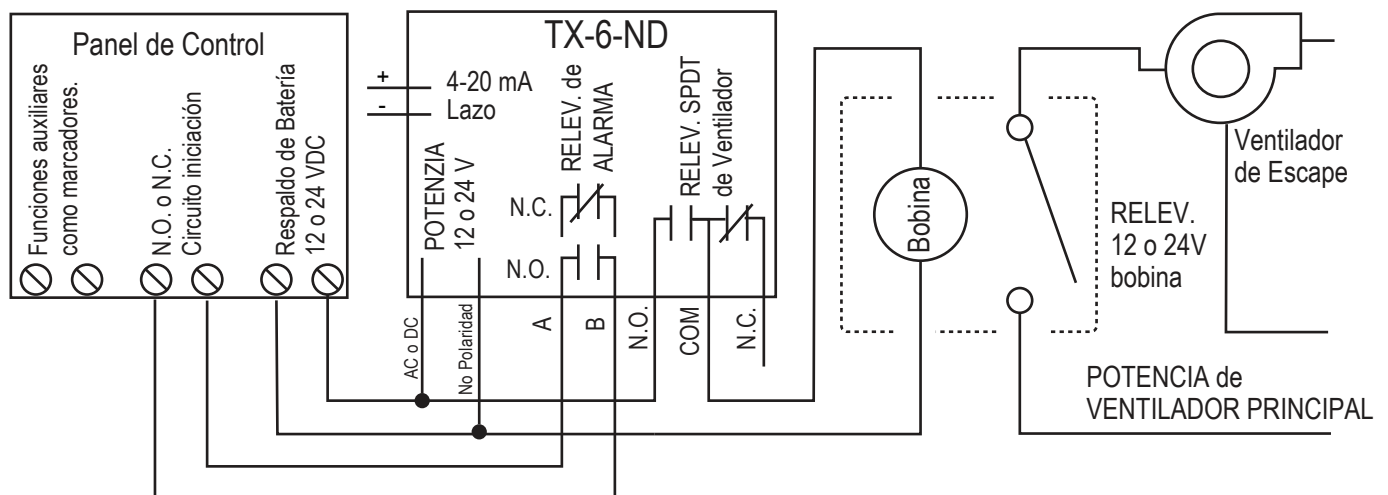 Panel de Control
Funciones auxiliares
como marcadores.
N.O. o N.C.
Circuito iniciación
Respaldo de Batería
12 o 24 VDC
TX-6-ND
+
4-20 mA
-
Lazo
POTENZIA
12 o 24 V
RELEV. de
ALARMA
N.C.
N.O.
RELEV. SPDT
de Ventilador
AC o DC
No Polaridad
A
B
N.O.
COM
N.C.
Bobina
RELEV.
12 o 24V
bobina
Ventilador
de Escape
POTENCIA de
VENTILADOR PRINCIPAL